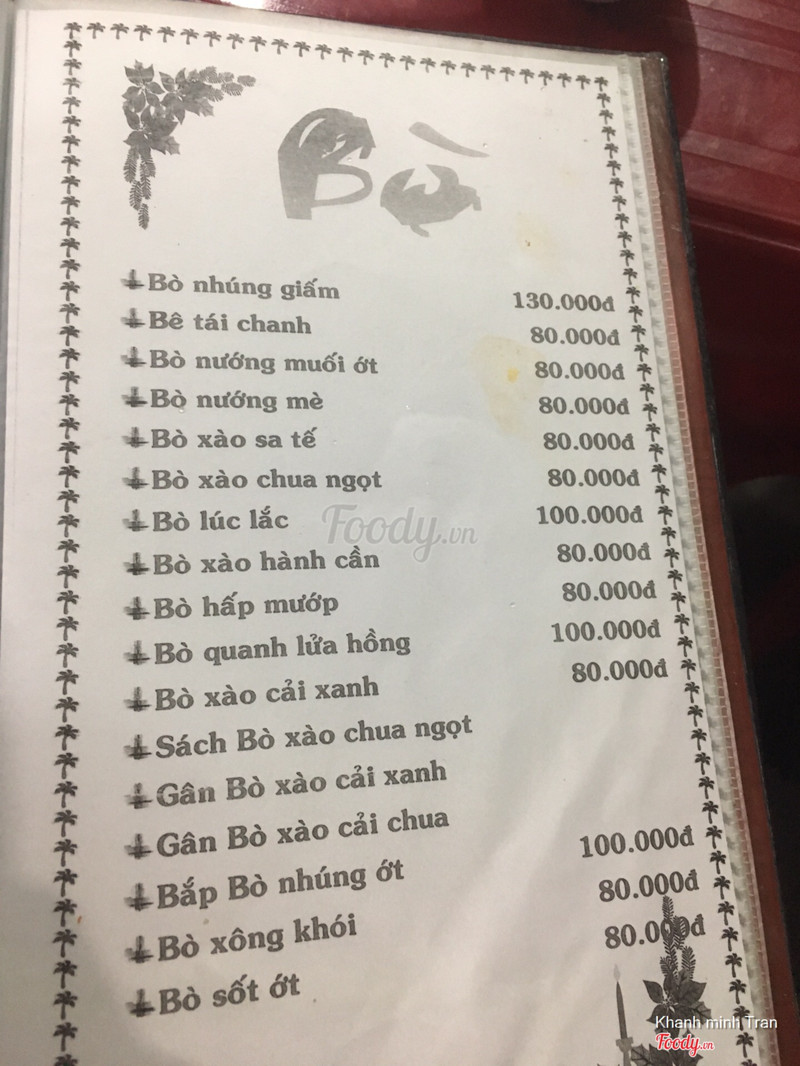 Bò
Bò nhúng giấm 130.000đ
Bê tái chanh 80.000đ
Bò nướng muối ớt 80.000đ
Bò nướng mè 80.000đ
Bò xào sa tế 80.000đ
Bò xào chua ngọt 80.000đ
Bò lúc lắc 100.000đ
Bò xào hành cần 80.000đ
Bò hấp mướp 80.000đ
Bò quanh lửa hồng 100.000đ
Bò xào cải xanh 80.000đ
Sách Bò xào chua ngọt
Gân Bò xào cải xanh
Gân Bò xào cải chua
Bắp Bò nhúng ớt 100.000đ
Bò xông khói 80.000đ
Bò sốt ớt 80.000đ
Foody.vn
Khanh minh Tran
Foody.vn